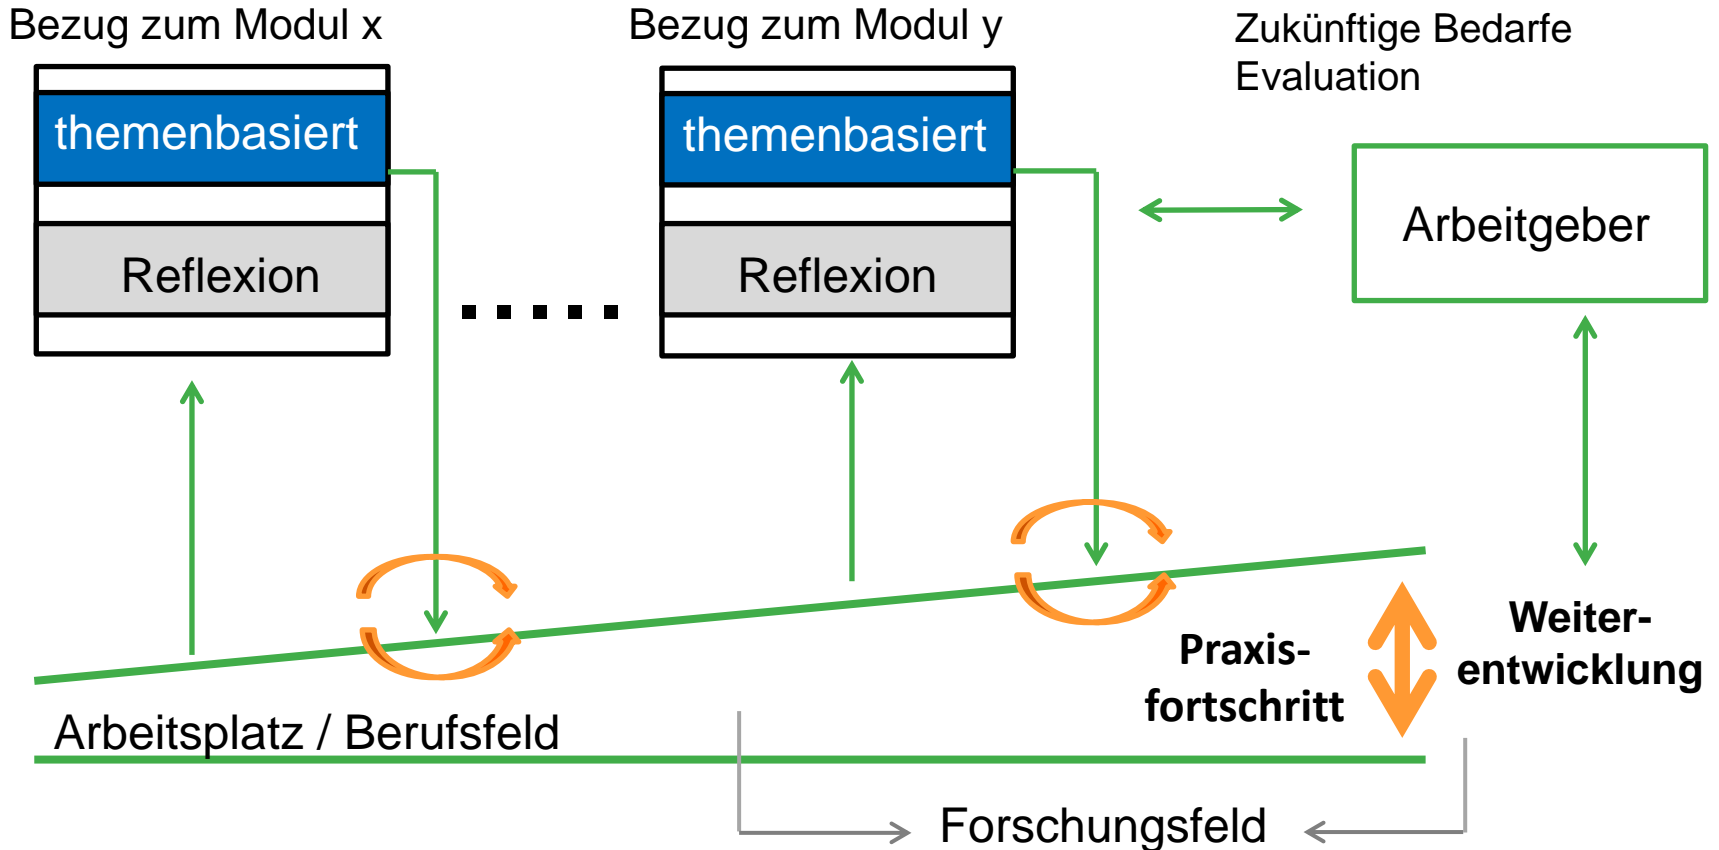 Bezug zum Modul x
themenbasiert
Reflexion
Bezug zum Modul y
themenbasiert
Reflexion
Zukünftige Bedarfe
Evaluation
Arbeitgeber
Praxis-
fortschritt
Weiter-
entwicklung
Arbeitsplatz / Berufsfeld
Forschungsfeld